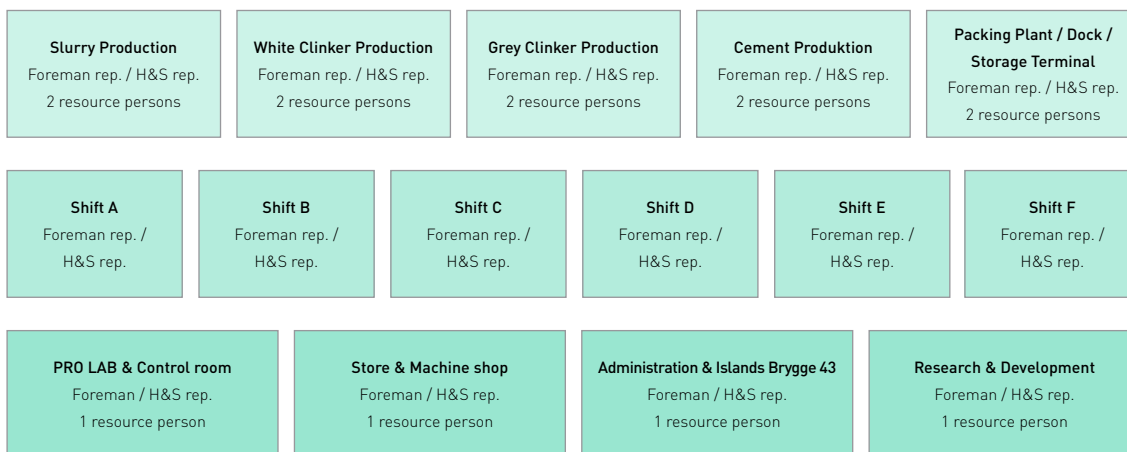 Slurry Production
Foreman rep. / H&S rep.
2 resource persons
White Clinker Production
Foreman rep. / H&S rep.
2 resource persons
Grey Clinker Production
Foreman rep. / H&S rep.
2 resource persons
Cement Produktion
Foreman rep. / H&S rep.
2 resource persons
Packing Plant / Dock /
Storage Terminal
Foreman rep. / H&S rep.
2 resource persons
Shift A
Foreman rep. /
H&S rep.
Shift B
Foreman rep. /
H&S rep.
Shift C
Foreman rep. /
H&S rep.
Shift D
Foreman rep. /
H&S rep.
Shift E
Foreman rep. /
H&S rep.
Shift F
Foreman rep. /
H&S rep.
PRO LAB & Control room
Foreman / H&S rep.
1 resource person
Store & Machine shop
Foreman / H&S rep.
1 resource person
Administration & Islands Brygge 43
Foreman / H&S rep.
1 resource person
Research & Development
Foreman / H&S rep.
1 resource person